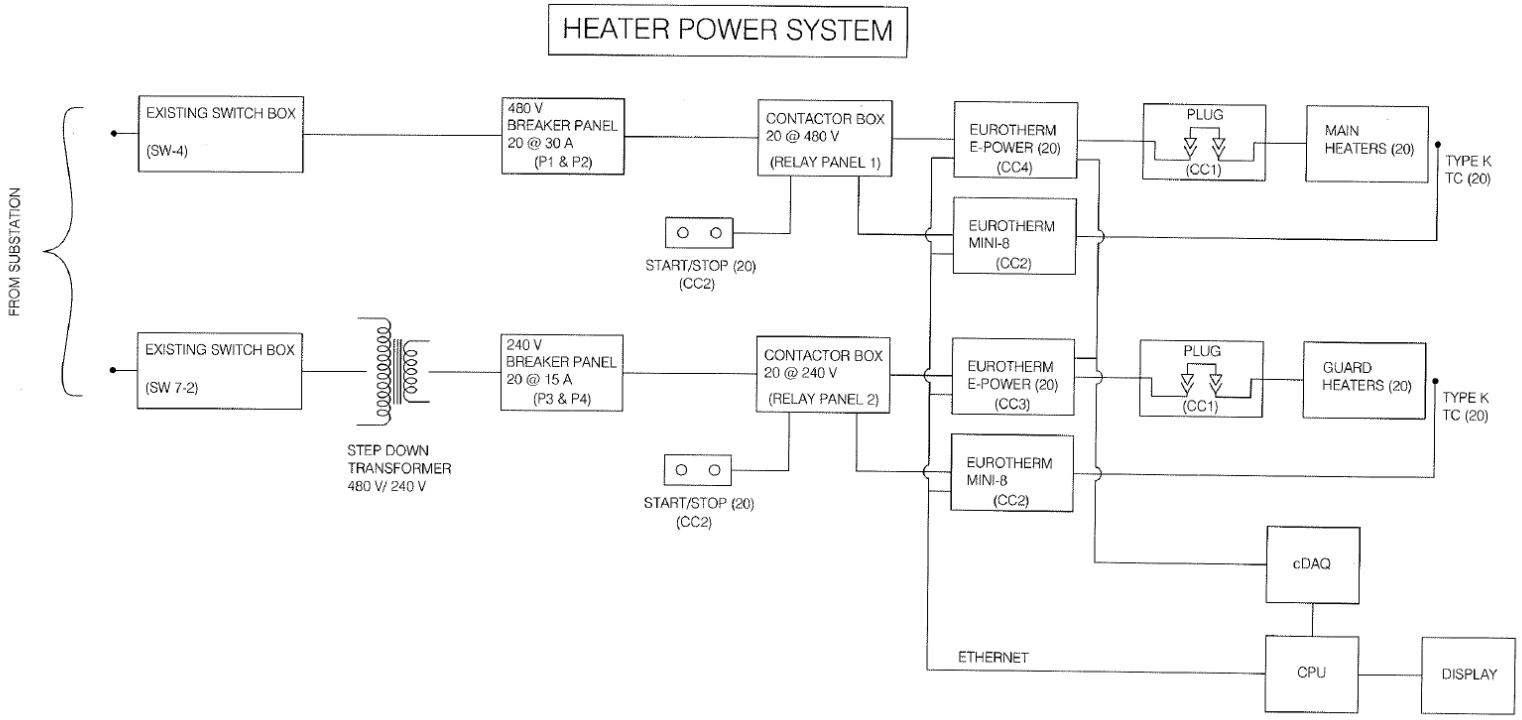 HEATER POWER SYSTEM
FROM SUBSTATION
EXISTING SWITCH BOX
(SW-4)
480 V
BREAKER PANEL
20 @ 30 A
(P1 & P2)
CONTACTOR BOX
20 @ 480 V
(RELAY PANEL 1)
EUROTHERM
E-POWER (20)
(CC4)
PLUG
(CC1)
MAIN
HEATERS (20)
TYPE K
TC (20)
START/STOP (20)
(CC2)
EUROTHERM
MINI-8
(CC2)
EXISTING SWITCH BOX
(SW 7-2)
STEP DOWN
TRANSFORMER
480 V/ 240 V
240 V
BREAKER PANEL
20 @ 15 A
(P3 & P4)
CONTACTOR BOX
20 @ 240 V
(RELAY PANEL 2)
EUROTHERM
E-POWER (20)
(CC3)
PLUG
(CC1)
GUARD
HEATERS (20)
TYPE K
TC (20)
START/STOP (20)
(CC2)
EUROTHERM
MINI-8
(CC2)
cDAQ
ETHERNET
CPU
DISPLAY